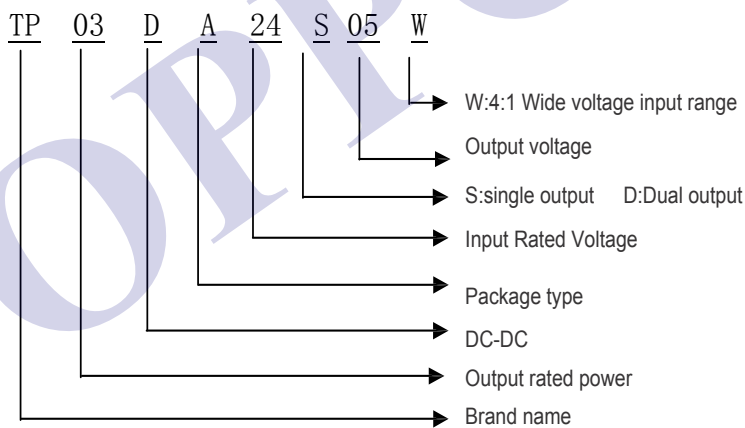 TP 03 D A 24 S 05 W
W:4:1 Wide voltage input range
Output voltage
S:single output D:Dual output
Input Rated Voltage
Package type
DC-DC
Output rated power
Brand name